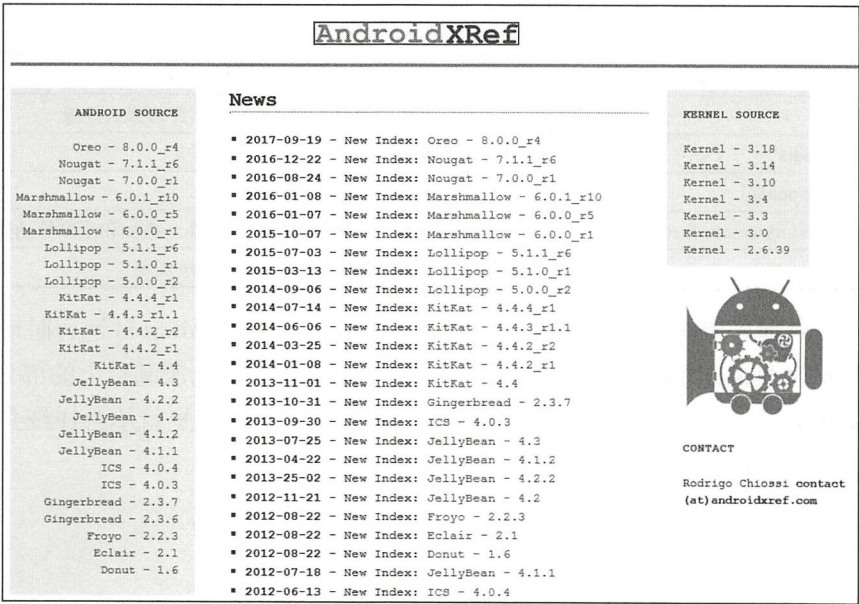 AndroidXRef
ANDROID SOURCE
Oreo - 8.0.0_r4
Nougat - 7.1.1_r6
Nougat - 7.0.0_r1
Marshmallow - 6.0.1_r10
Marshmallow - 6.0.0_r5
Marshmallow - 6.0.0_r1
Lollipop - 5.1.1_r6
Lollipop - 5.1.0_r1
Lollipop - 5.0.0_r2
KitKat - 4.4.4_r1
KitKat - 4.4.3_r1.1
KitKat - 4.4.2_r2
KitKat - 4.4.2_r1
KitKat - 4.4
JellyBean - 4.3
JellyBean - 4.2.2
JellyBean - 4.2
JellyBean - 4.1.2
JellyBean - 4.1.1
ICS - 4.0.4
ICS - 4.0.3
Gingerbread - 2.3.7
Gingerbread - 2.3.6
Froyo - 2.2.3
Eclair - 2.1
Donut - 1.6
News
2017-09-19 - New Index: Oreo - 8.0.0_r4
2016-12-22 - New Index: Nougat - 7.1.1_r6
2016-08-24 - New Index: Nougat - 7.0.0_r1
2016-01-08 - New Index: Marshmallow - 6.0.1_r10
2016-01-07 - New Index: Marshmallow - 6.0.0_r5
2015-10-07 - New Index: Marshmallow - 6.0.0_r1
2015-07-03 - New Index: Lollipop - 5.1.1_r6
2015-03-13 - New Index: Lollipop - 5.1.0_r1
2014-09-06 - New Index: Lollipop - 5.0.0_r2
2014-07-14 - New Index: KitKat - 4.4.4_r1
2014-06-06 - New Index: KitKat - 4.4.3_r1.1
2014-03-25 - New Index: KitKat - 4.4.2_r2
2014-01-08 - New Index: KitKat - 4.4.2_r1
2013-11-01 - New Index: KitKat - 4.4
2013-10-31 - New Index: Gingerbread - 2.3.7
2013-09-30 - New Index: ICS - 4.0.3
2013-07-25 - New Index: JellyBean - 4.3
2013-04-22 - New Index: JellyBean - 4.1.2
2013-25-02 - New Index: JellyBean - 4.2.2
2012-11-21 - New Index: JellyBean - 4.2
2012-08-22 - New Index: Froyo - 2.2.3
2012-08-22 - New Index: Eclair - 2.1
2012-08-22 - New Index: Donut - 1.6
2012-07-18 - New Index: JellyBean - 4.1.1
2012-06-13 - New Index: ICS - 4.0.4
KERNEL SOURCE
Kernel - 3.18
Kernel - 3.14
Kernel - 3.10
Kernel - 3.4
Kernel - 3.3
Kernel - 3.0
Kernel - 2.6.39
CONTACT
Rodrigo Chiossi contact
(at)androidxref.com